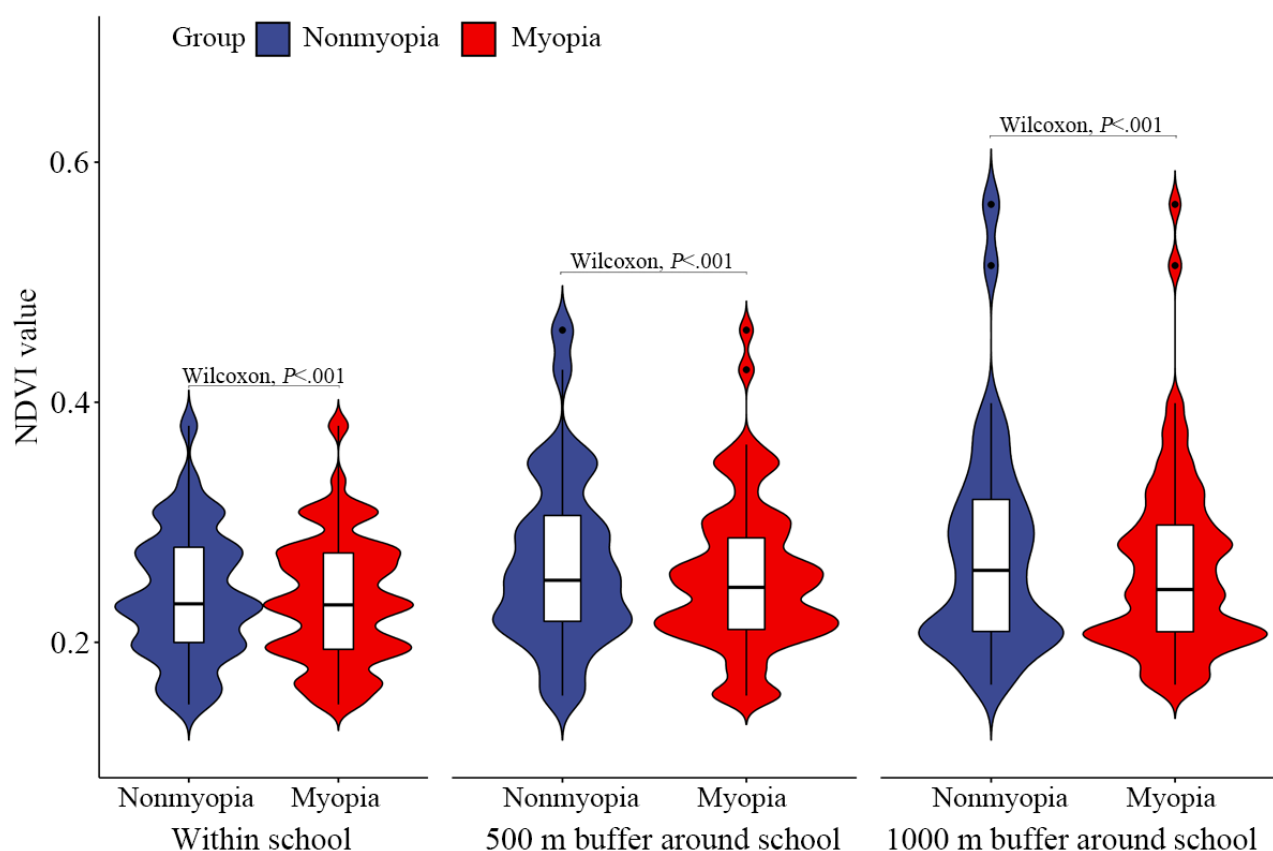 Group Nonmyopia Myopia
NDVI value
0.6
0.4
0.2
Wilcoxon, P<.001
Wilcoxon, P<.001
Wilcoxon, P<.001
Nonmyopia Myopia Nonmyopia Myopia Nonmyopia Myopia
Within school 500 m buffer around school 1000 m buffer around school